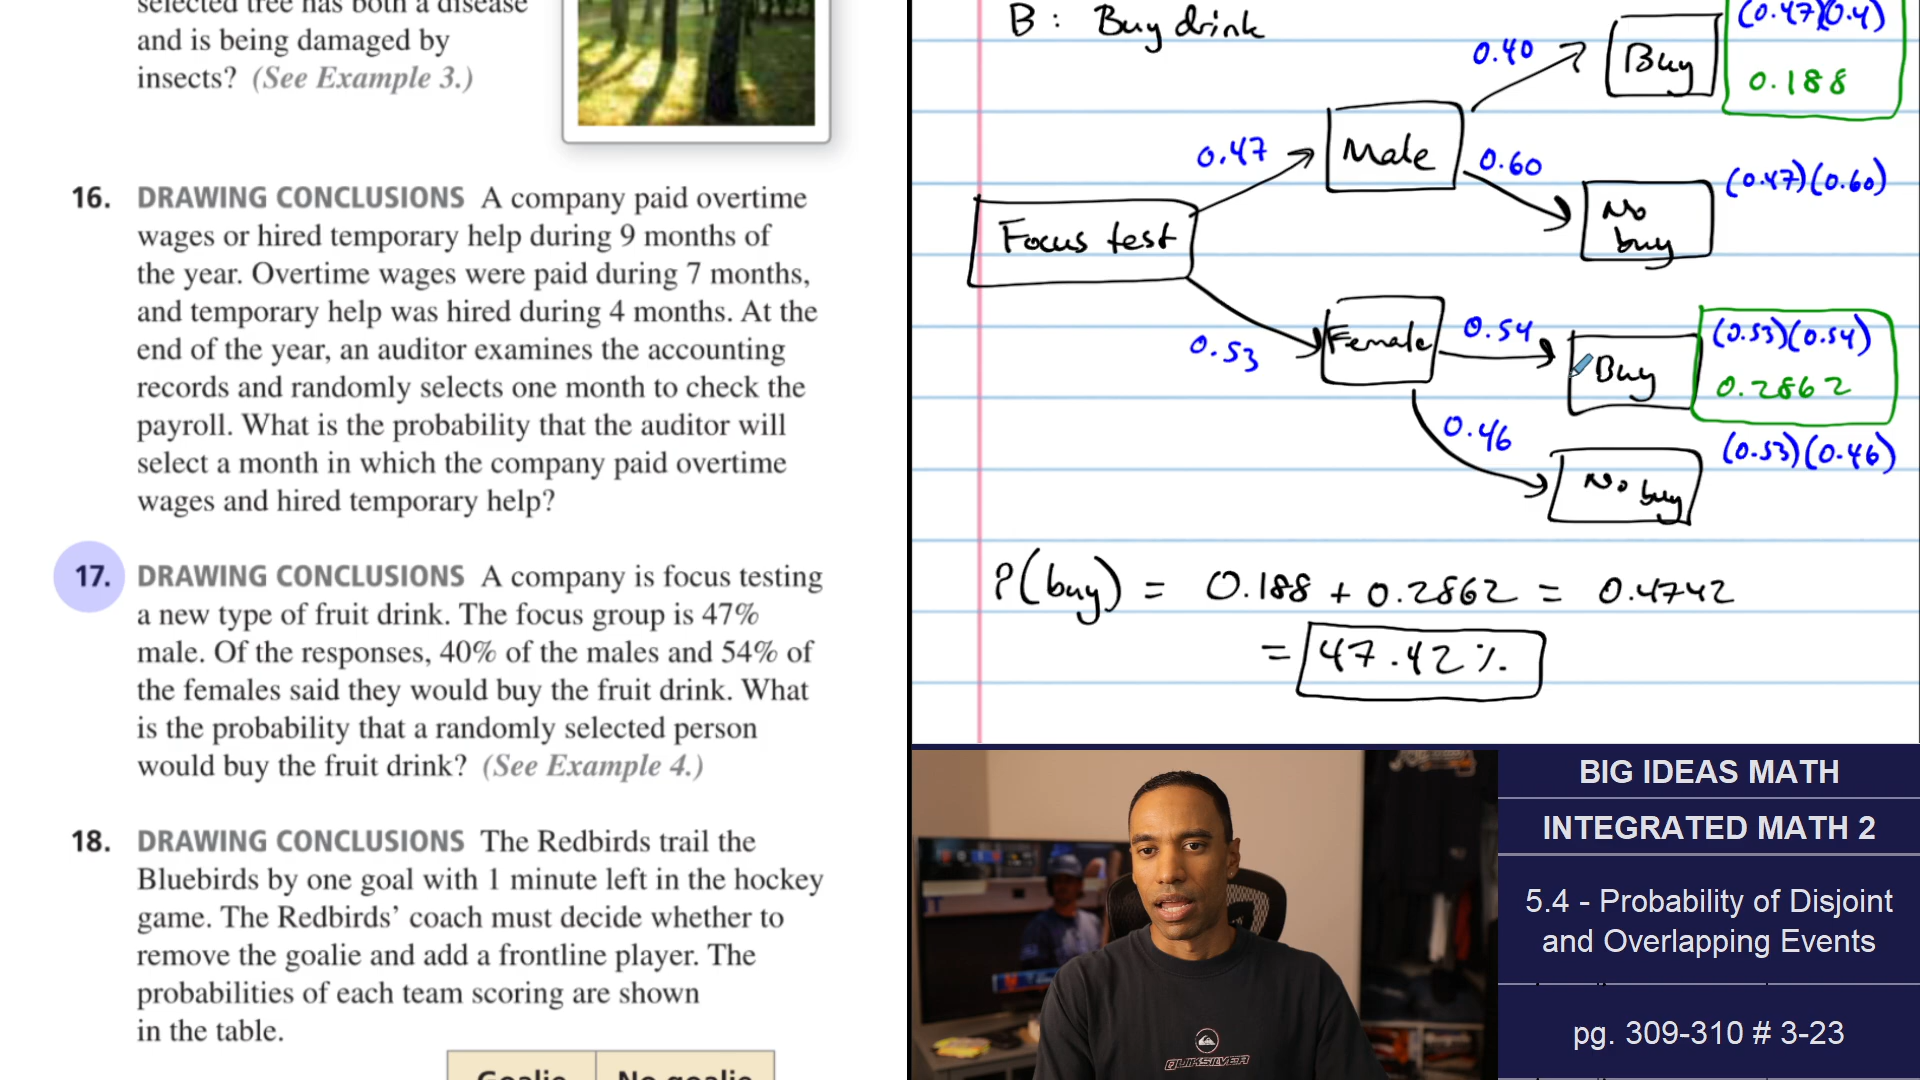 selected tree has both a disease
and is being damaged by
insects? (See Example 3.)
16. DRAWING CONCLUSIONS A company paid overtime
wages or hired temporary help during 9 months of
the year. Overtime wages were paid during 7 months,
and temporary help was hired during 4 months. At the
end of the year, an auditor examines the accounting
records and randomly selects one month to check the
payroll. What is the probability that the auditor will
select a month in which the company paid overtime
wages and hired temporary help?
17. DRAWING CONCLUSIONS A company is focus testing
a new type of fruit drink. The focus group is 47%
male. Of the responses, 40% of the males and 54% of
the females said they would buy the fruit drink. What
is the probability that a randomly selected person
would buy the fruit drink? (See Example 4.)
18. DRAWING CONCLUSIONS The Redbirds trail the
Bluebirds by one goal with 1 minute left in the hockey
game. The Redbirds' coach must decide whether to
remove the goalie and add a frontline player. The
probabilities of each team scoring are shown
in the table.
Goalie No goalie
B: Buy drink
0.40
Buy
(0.47)(0.4)
0.188
0.47
Male
0.60
No
buy
(0.47)(0.60)
Focus test
0.53
Female
0.54
Buy
(0.53)(0.54)
0.2862
0.46
No buy
(0.53)(0.46)
P(buy) = 0.188 + 0.2862 = 0.4742
= 47.42%
QUIKSILVER
BIG IDEAS MATH
INTEGRATED MATH 2
5.4 - Probability of Disjoint
and Overlapping Events
pg. 309-310 # 3-23